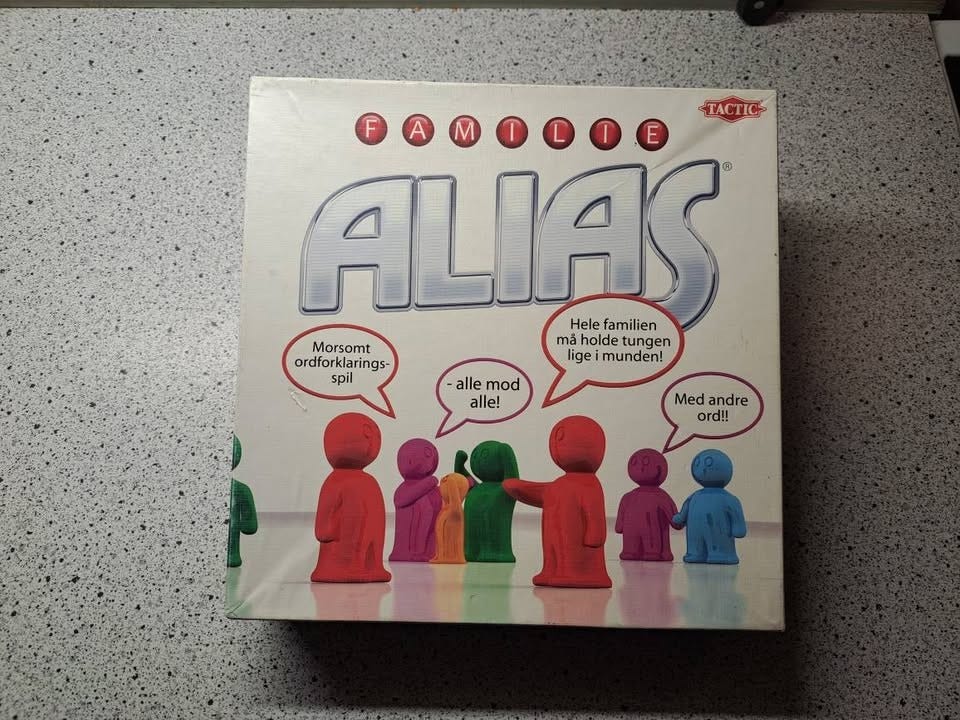 TACTIC
FAMILIE
ALIAS®
Morsomt
ordforklarings-
spil
- alle mod
alle!
Hele familien
må holde tungen
lige i munden!
Med andre
ord!!